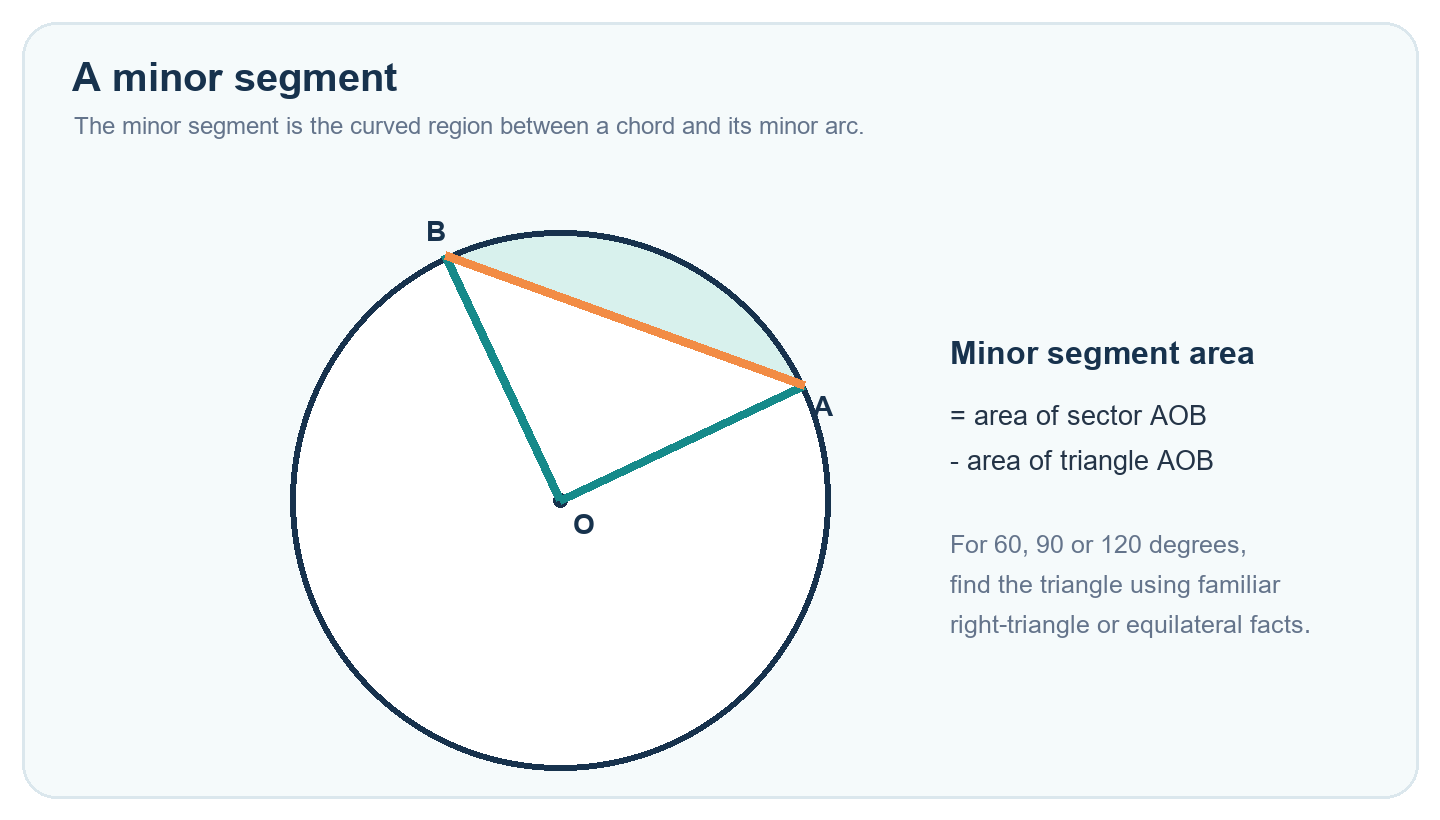 A minor segment
The minor segment is the curved region between a chord and its minor arc.
B
A
O
Minor segment area
= area of sector AOB
- area of triangle AOB
For 60, 90 or 120 degrees,
find the triangle using familiar
right-triangle or equilateral facts.